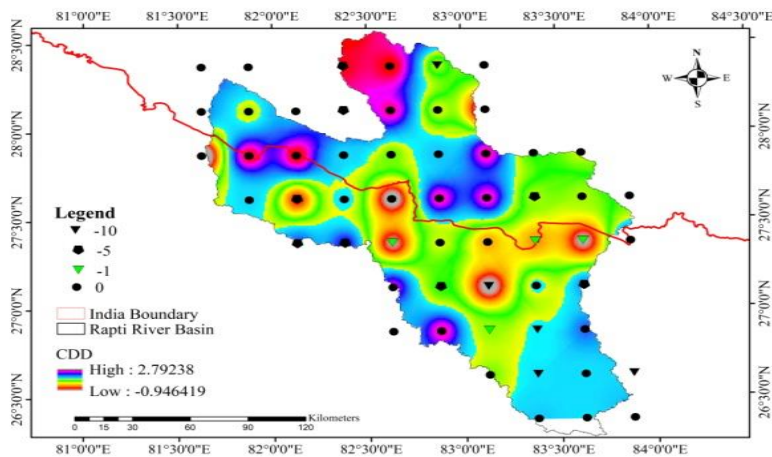 81°0'0"E 81°30'0"E 82°0'0"E 82°30'0"E 83°0'0"E 83°30'0"E 84°0'0"E
28°30'0"N
28°0'0"N
27°30'0"N
27°0'0"N
26°30'0"N
28°30'0"N
28°0'0"N
27°30'0"N
27°0'0"N
26°30'0"N
N
W E
S
Legend
-10
-5
-1
0
India Boundary
Rapti River Basin
CDD
High : 2.79238
Low : -0.946419
Kilometers
0 15 30 60 90 120
81°0'0"E 81°30'0"E 82°0'0"E 82°30'0"E 83°0'0"E 83°30'0"E 84°0'0"E